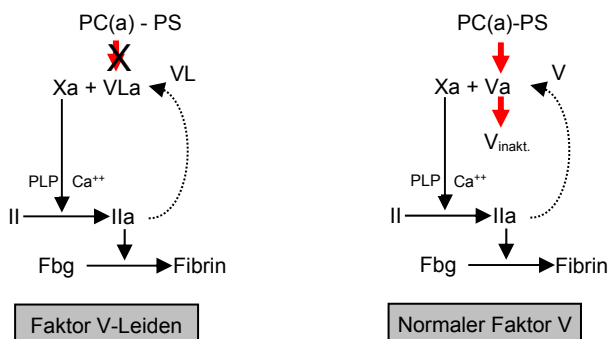 PC(a) - PS
VL
Xa + VLa
PLP Ca++
II IIa
Fbg Fibrin
Faktor V-Leiden
PC(a)-PS
V
Xa + Va
Vinakt.
PLP Ca++
II IIa
Fbg Fibrin
Normaler Faktor V